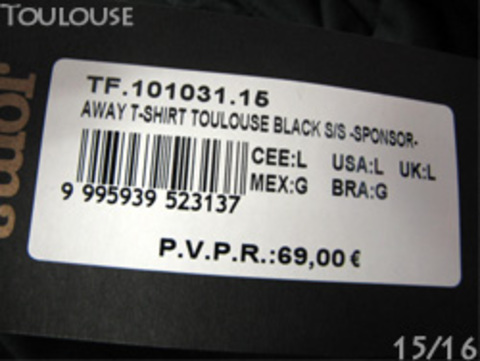 TOULOUSE
TF.101031.15
AWAY T-SHIRT TOULOUSE BLACK S/S -SPONSOR-
CEE:L USA:L UK:L
MEX:G BRA:G
9 995939 523137
P.V.P.R.:69,00 €
15/16